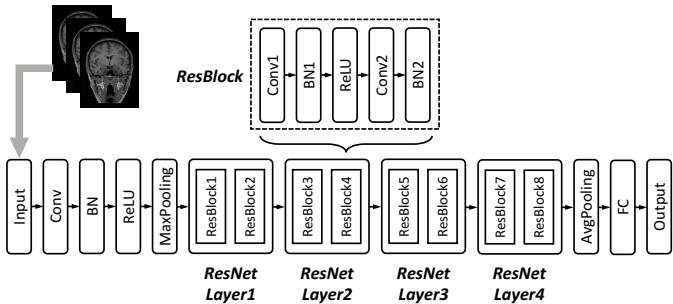 ResBlock
Conv1
BN1
ReLU
Conv2
BN2
Input
Conv
BN
ReLU
MaxPooling
ResBlock1
ResBlock2
ResBlock3
ResBlock4
ResBlock5
ResBlock6
ResBlock7
ResBlock8
AvgPooling
FC
Output
ResNet
Layer1
ResNet
Layer2
ResNet
Layer3
ResNet
Layer4